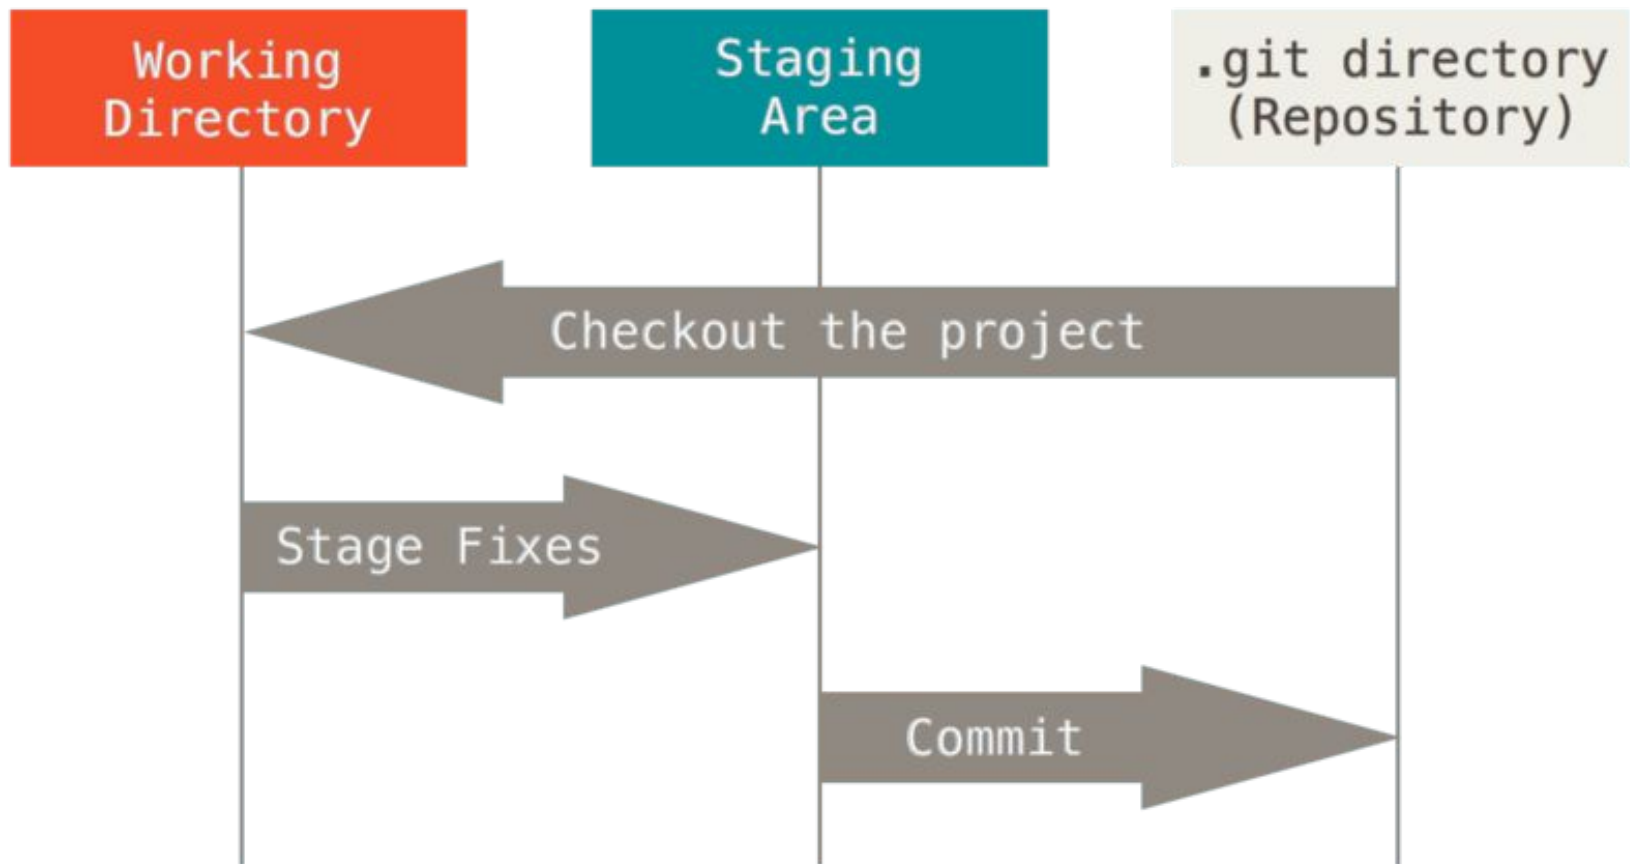 Working
Directory
Staging
Area
.git directory
(Repository)
Checkout the project
Stage Fixes
Commit